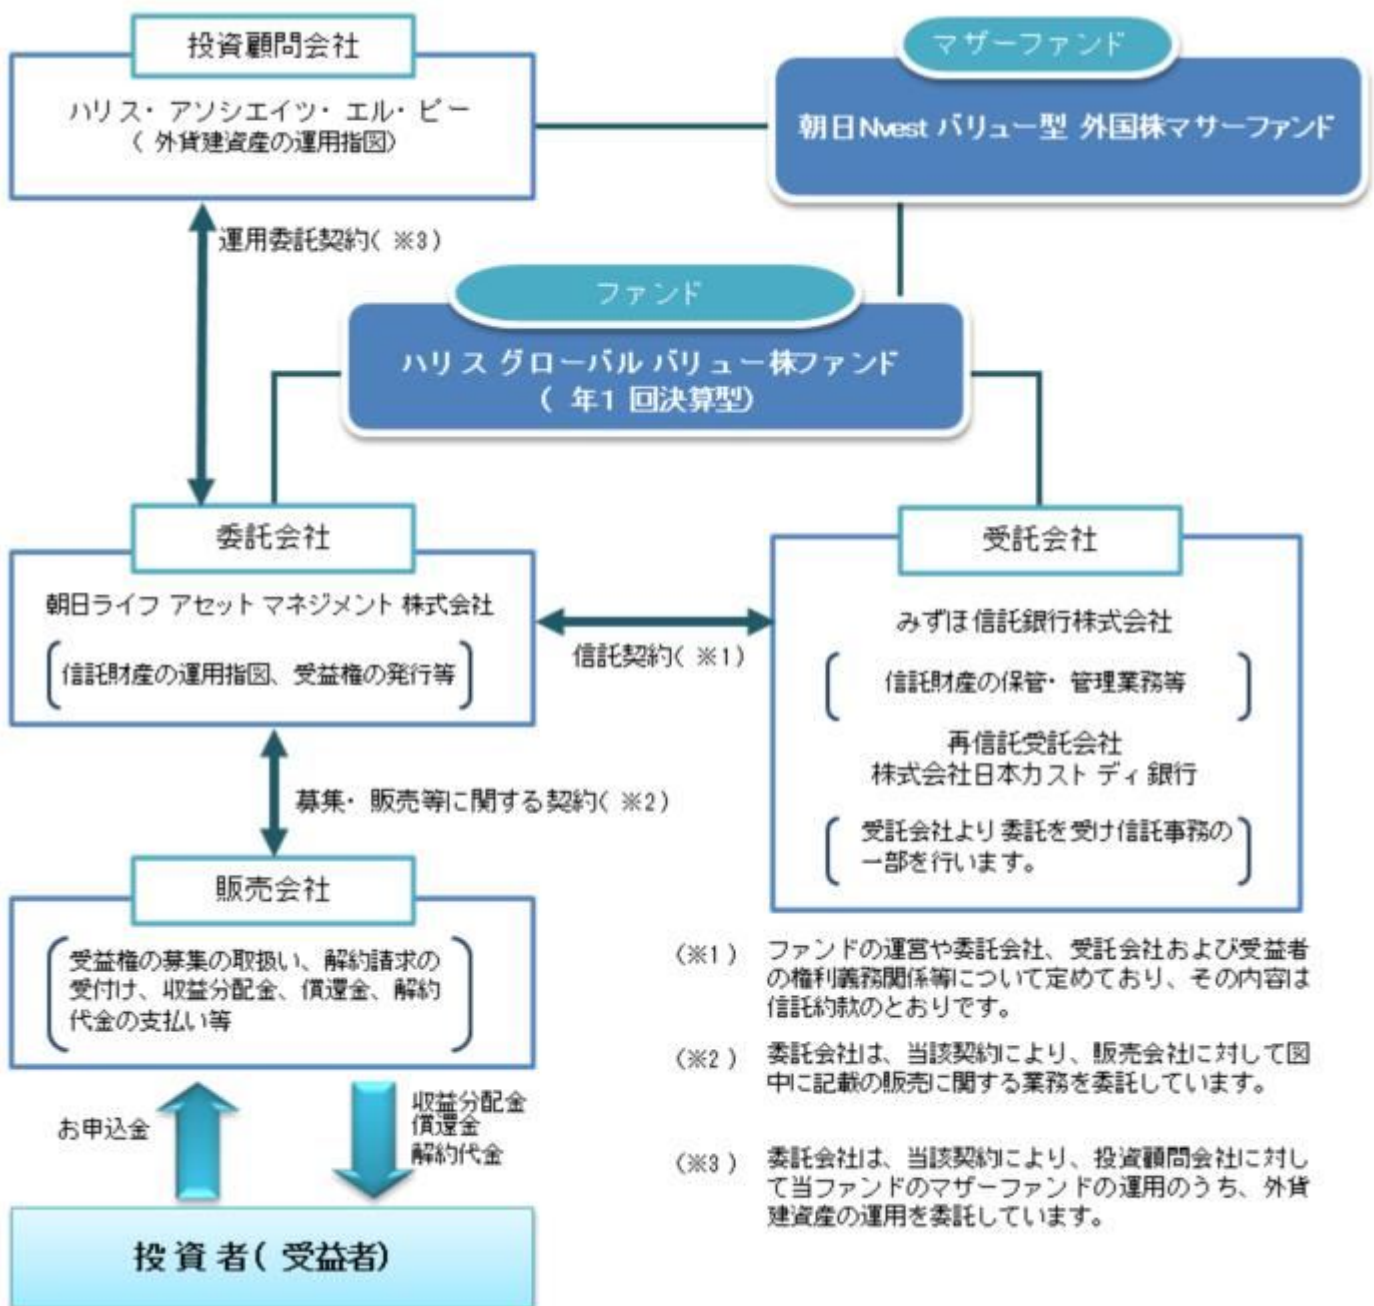 投資顧問会社
ハリス・アソシエイツ・エル・ピー
(外貨建資産の運用指図)
マザーファンド
朝日Nvest バリュー型 外国株マサーファンド
運用委託契約(※3)
ファンド
ハリス グローバル バリュー株ファンド
(年1回決算型)
委託会社
朝日ライフ アセット マネジメント 株式会社
信託財産の運用指図、受益権の発行等
信託契約(※1)
受託会社
みずほ信託銀行株式会社
信託財産の保管・管理業務等
再信託受託会社
株式会社日本カストディ銀行
受託会社より委託を受け信託事務の
一部を行います。
募集・販売等に関する契約(※2)
販売会社
受益権の募集の取扱い、解約請求の
受付け、収益分配金、償還金、解約
代金の支払い等
お申込金
収益分配金
償還金
解約代金
投資者(受益者)
(※1) ファンドの運営や委託会社、受託会社および受益者
の権利義務関係等について定めており、その内容は
信託約款のとおりです。
(※2) 委託会社は、当該契約により、販売会社に対して図
中に記載の販売に関する業務を委託しています。
(※3) 委託会社は、当該契約により、投資顧問会社に対し
て当ファンドのマザーファンドの運用のうち、外貨
建資産の運用を委託しています。